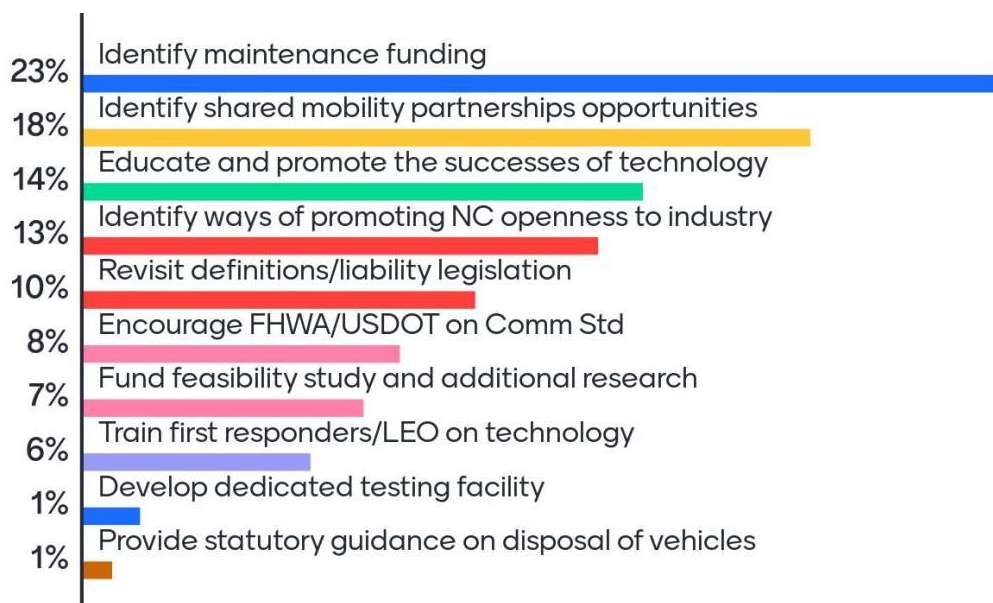 Identify maintenance funding
23%
Identify shared mobility partnerships opportunities
18%
Educate and promote the successes of technology
14%
Identify ways of promoting NC openness to industry
13%
Revisit definitions/liability legislation
10%
Encourage FHWA/USDOT on Comm Std
8%
Fund feasibility study and additional research
7%
Train first responders/LEO on technology
6%
Develop dedicated testing facility
1%
Provide statutory guidance on disposal of vehicles
1%